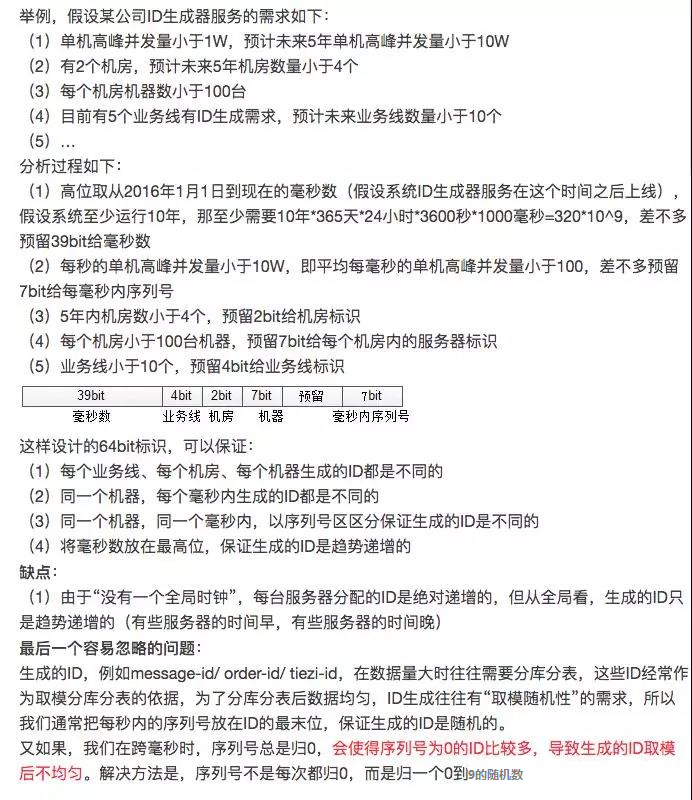 举例，假设某公司ID生成器服务的需求如下：
（1）单机高峰并发量小于1W，预计未来5年单机高峰并发量小于10W
（2）有2个机房，预计未来5年机房数量小于4个
（3）每个机房机器数小于100台
（4）目前有5个业务线有ID生成需求，预计未来业务线数量小于10个
（5）…
分析过程如下：
（1）高位取从2016年1月1日到现在的毫秒数（假设系统ID生成器服务在这个时间之后上线），
假设系统至少运行10年，那至少需要10年*365天*24小时*3600秒*1000毫秒=320*10^9，差不多
预留39bit给毫秒数
（2）每秒的单机高峰并发量小于10W，即平均每毫秒的单机高峰并发量小于100，差不多预留
7bit给每毫秒内序列号
（3）5年内机房数小于4个，预留2bit给机房标识
（4）每个机房小于100台机器，预留7bit给每个机房内的服务器标识
（5）业务线小于10个，预留4bit给业务线标识
39bit 4bit 2bit 7bit 预留 7bit
毫秒数 业务线 机房 机器 毫秒内序列号
这样设计的64bit标识，可以保证：
（1）每个业务线、每个机房、每个机器生成的ID都是不同的
（2）同一个机器，每个毫秒内生成的ID都是不同的
（3）同一个机器，同一个毫秒内，以序列号区区分保证生成的ID是不同的
（4）将毫秒数放在最高位，保证生成的ID是趋势递增的
缺点：
（1）由于“没有一个全局时钟”，每台服务器分配的ID是绝对递增的，但从全局看，生成的ID只
是趋势递增的（有些服务器的时间早，有些服务器的时间晚）
最后一个容易忽略的问题：
生成的ID，例如message-id/ order-id/ tiezi-id，在数据量大时往往需要分库分表，这些ID经常作
为取模分库分表的依据，为了分库分表后数据均匀，ID生成往往有“取模随机性”的需求，所以
我们通常把每秒内的序列号放在ID的最末位，保证生成的ID是随机的。
又如果，我们在跨毫秒时，序列号总是归0，会使得序列号为0的ID比较多，导致生成的ID取模
后不均匀。解决方法是，序列号不是每次都归0，而是归一个0到9的随机数